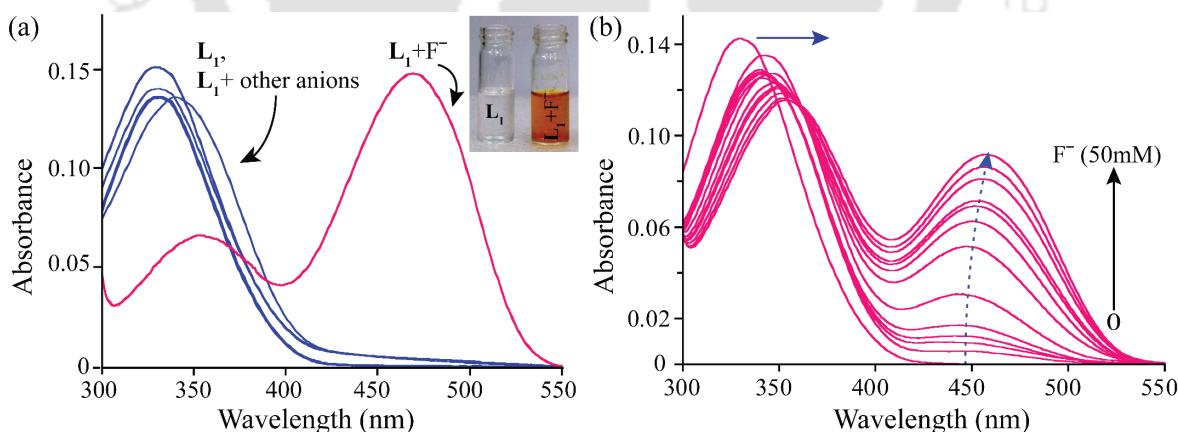 (a)
L₁,
L₁+ other anions
L₁+F⁻
L₁
L₁+F⁻
Absorbance
0.15
0.10
0.05
0
300
350
400
450
500
550
Wavelength (nm)
(b)
Absorbance
0.14
0.10
0.06
0.02
0
300
350
400
450
500
550
Wavelength (nm)
F⁻ (50mM)
0